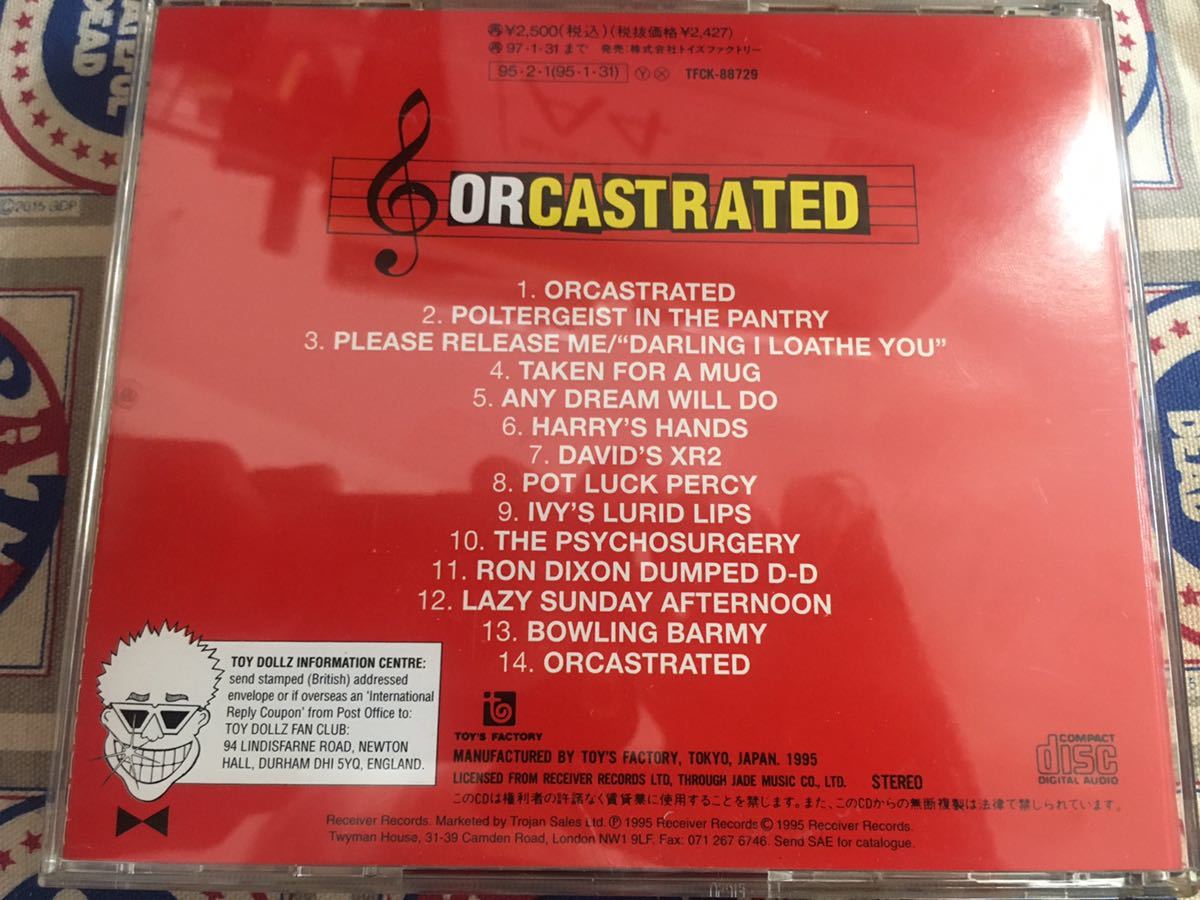 ATEFUL
DEAD
©2015 GDP
再¥2,500(税込)(税抜価格¥2,427)
再97・1・31まで 発売:株式会社トイズファクトリー
95・2・1(95・1・31) Ⓨ Ⓧ TFCK-88729
ORCASTRATED
1. ORCASTRATED
2. POLTERGEIST IN THE PANTRY
3. PLEASE RELEASE ME/“DARLING I LOATHE YOU”
4. TAKEN FOR A MUG
5. ANY DREAM WILL DO
6. HARRY'S HANDS
7. DAVID'S XR2
8. POT LUCK PERCY
9. IVY'S LURID LIPS
10. THE PSYCHOSURGERY
11. RON DIXON DUMPED D-D
12. LAZY SUNDAY AFTERNOON
13. BOWLING BARMY
14. ORCASTRATED
TOY DOLLZ INFORMATION CENTRE:
send stamped (British) addressed
envelope or if overseas an 'International
Reply Coupon' from Post Office to:
TOY DOLLZ FAN CLUB:
94 LINDISFARNE ROAD, NEWTON
HALL, DURHAM DHI 5YQ, ENGLAND.
TOY'S FACTORY
MANUFACTURED BY TOY'S FACTORY, TOKYO, JAPAN. 1995
LICENSED FROM RECEIVER RECORDS LTD, THROUGH JADE MUSIC CO., LTD. STEREO
COMPACT
disc
DIGITAL AUDIO
このCDは権利者の許諾なく賃貸業に使用することを禁じます。また、このCDからの無断複製は法律で禁じられています。
Receiver Records. Marketed by Trojan Sales Ltd. Ⓟ 1995 Receiver Records © 1995 Receiver Records.
Twyman House, 31-39 Camden Road, London NW1 9LF. Fax: 071 267 6746. Send SAE for catalogue.